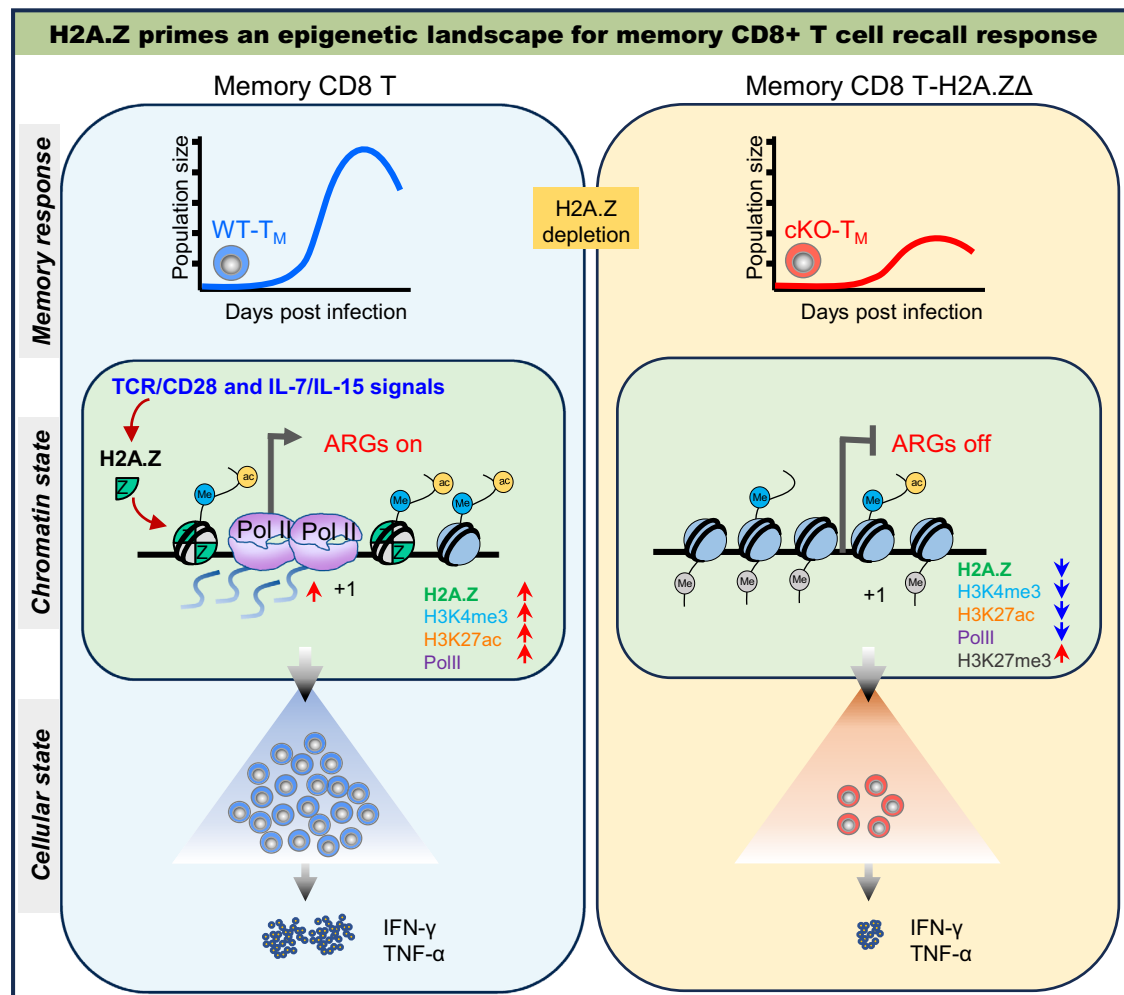 H2A.Z primes an epigenetic landscape for memory CD8+ T cell recall response
Memory CD8 T
Memory CD8 T-H2A.ZΔ
Memory response
Population size
WT-TM
Days post infection
H2A.Z
depletion
Population size
cKO-TM
Days post infection
Chromatin state
TCR/CD28 and IL-7/IL-15 signals
H2A.Z
Z
ARGs on
Me
ac
Z
Pol II
Pol II
Me
ac
Z
Me
ac
+1
H2A.Z
H3K4me3
H3K27ac
PolII
ARGs off
Me
Me
ac
Me
Me
Me
Me
+1
H2A.Z
H3K4me3
H3K27ac
PolII
H3K27me3
Cellular state
IFN-γ
TNF-α
IFN-γ
TNF-α